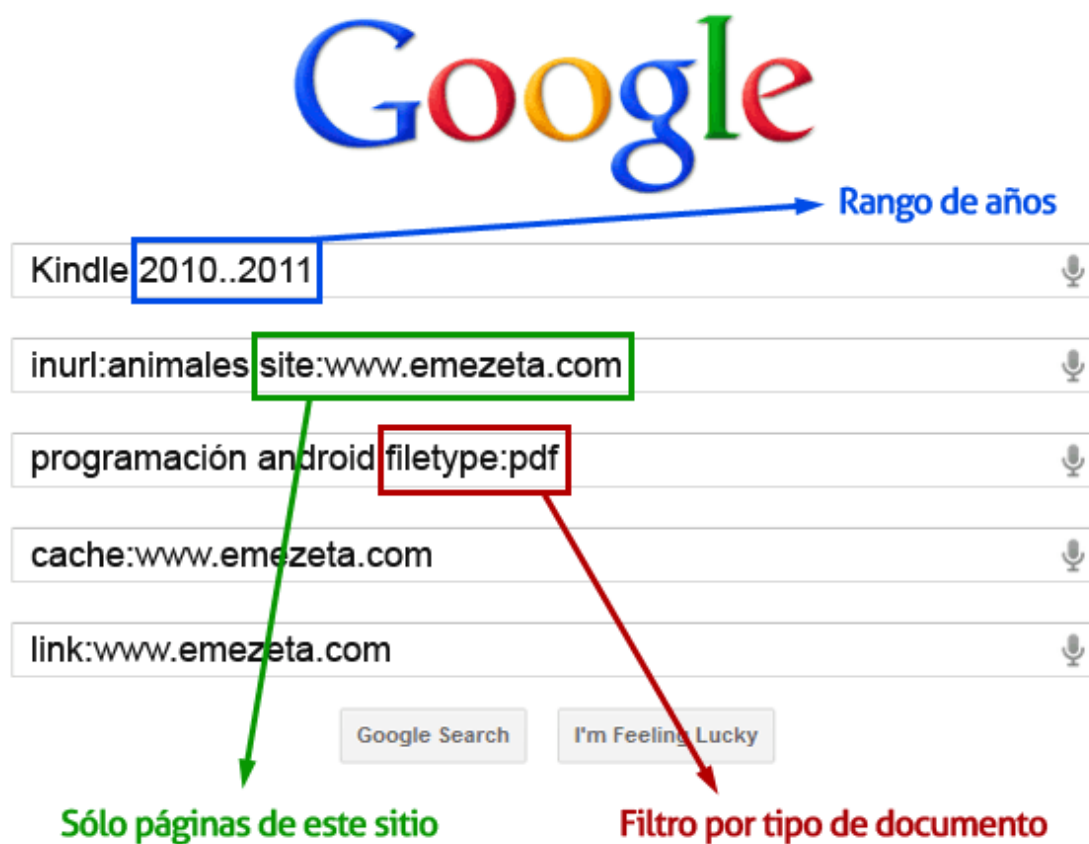 Google
Rango de años
Kindle 2010..2011
inurl:animales site:www.emezeta.com
programación android filetype:pdf
cache:www.emezeta.com
link:www.emezeta.com
Google Search I'm Feeling Lucky
Sólo páginas de este sitio Filtro por tipo de documento